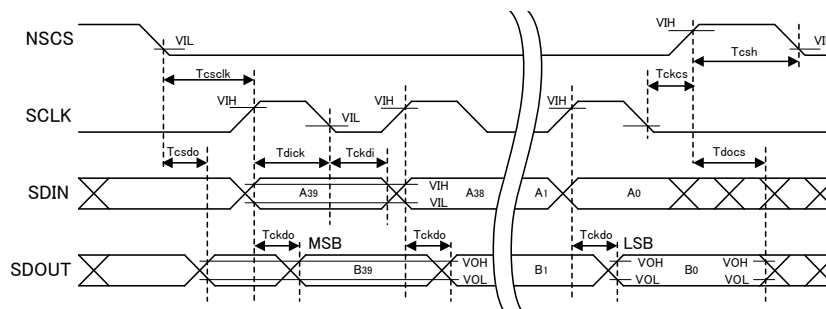 NSCS
VIL
VIH
VI
Tcsclk
Tckcs
Tcsh
SCLK
VIH
VIL
VIH
VIH
Tcsdo
Tdick
Tckdi
Tdocs
SDIN
A39
VIH
VIL
A38
A1
A0
Tckdo
MSB
Tckdo
Tckdo
LSB
SDOUT
B39
VOH
VOL
B1
VOH
VOL
B0
VOH
VOL